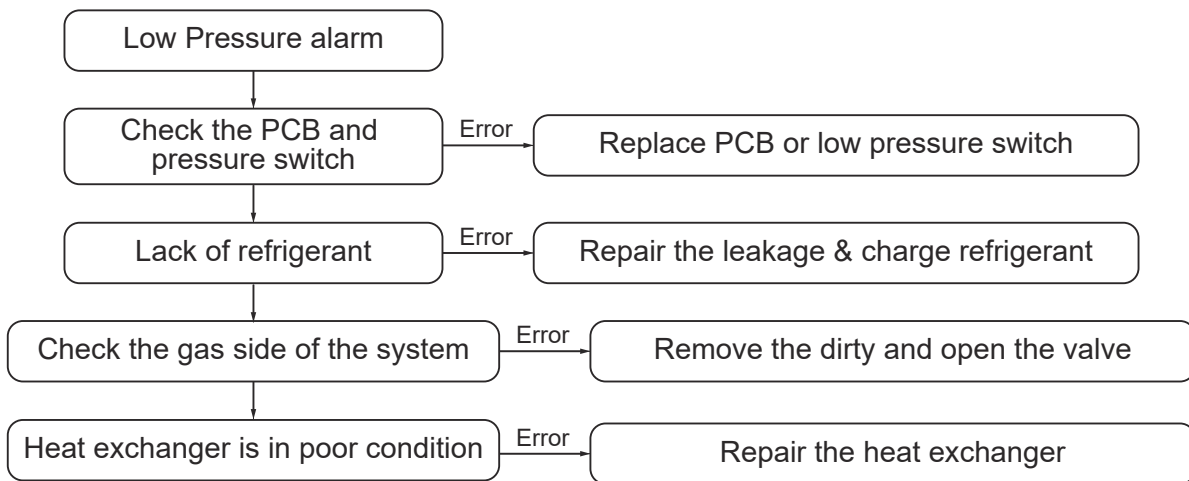 Low Pressure alarm
Check the PCB and
pressure switch
Error
Replace PCB or low pressure switch
Lack of refrigerant
Error
Repair the leakage & charge refrigerant
Check the gas side of the system
Error
Remove the dirty and open the valve
Heat exchanger is in poor condition
Error
Repair the heat exchanger